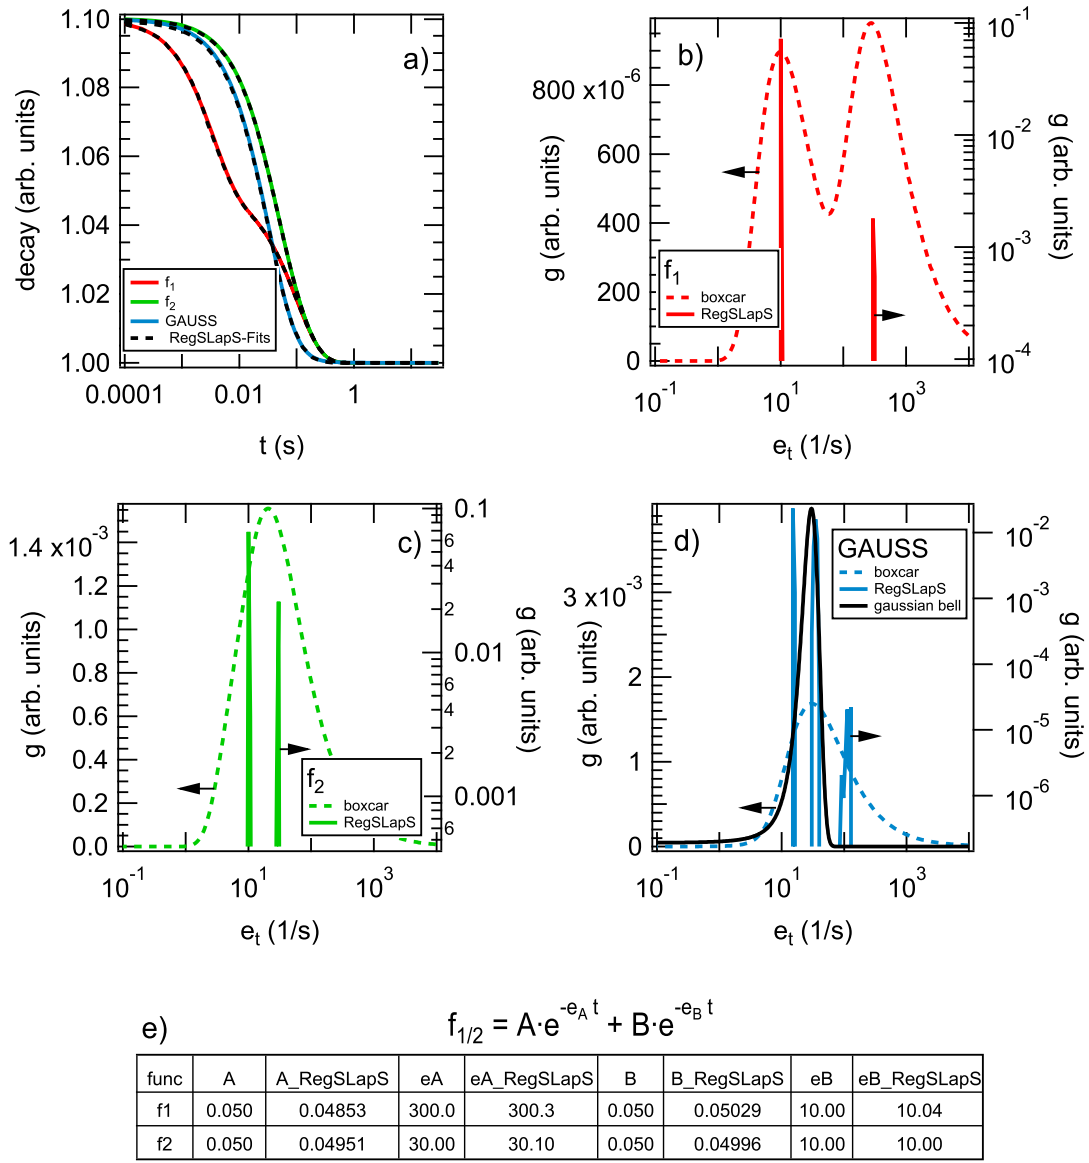 a)
decay (arb. units)
1.10
1.08
1.06
1.04
1.02
1.00
f1
f2
GAUSS
RegSLapS-Fits
0.0001
0.01
1
t (s)
b)
g (arb. units)
800 x10-6
600
400
200
0
f1
boxcar
RegSLapS
10-1
10-2
10-3
10-4
g (arb. units)
10-1
101
103
et (1/s)
c)
g (arb. units)
1.4 x10-3
1.2
1.0
0.8
0.6
0.4
0.2
0.0
0.1
6
4
2
0.01
6
4
2
0.001
6
g (arb. units)
f2
boxcar
RegSLapS
10-1
101
103
et (1/s)
d)
g (arb. units)
3 x10-3
2
1
0
GAUSS
boxcar
RegSLapS
gaussian bell
10-2
10-3
10-4
10-5
10-6
g (arb. units)
10-1
101
103
et (1/s)
e)
f1/2 = A·e-eA t + B·e-eB t
func A A_RegSLapS eA eA_RegSLapS B B_RegSLapS eB eB_RegSLapS
f1 0.050 0.04853 300.0 300.3 0.050 0.05029 10.00 10.04
f2 0.050 0.04951 30.00 30.10 0.050 0.04996 10.00 10.00